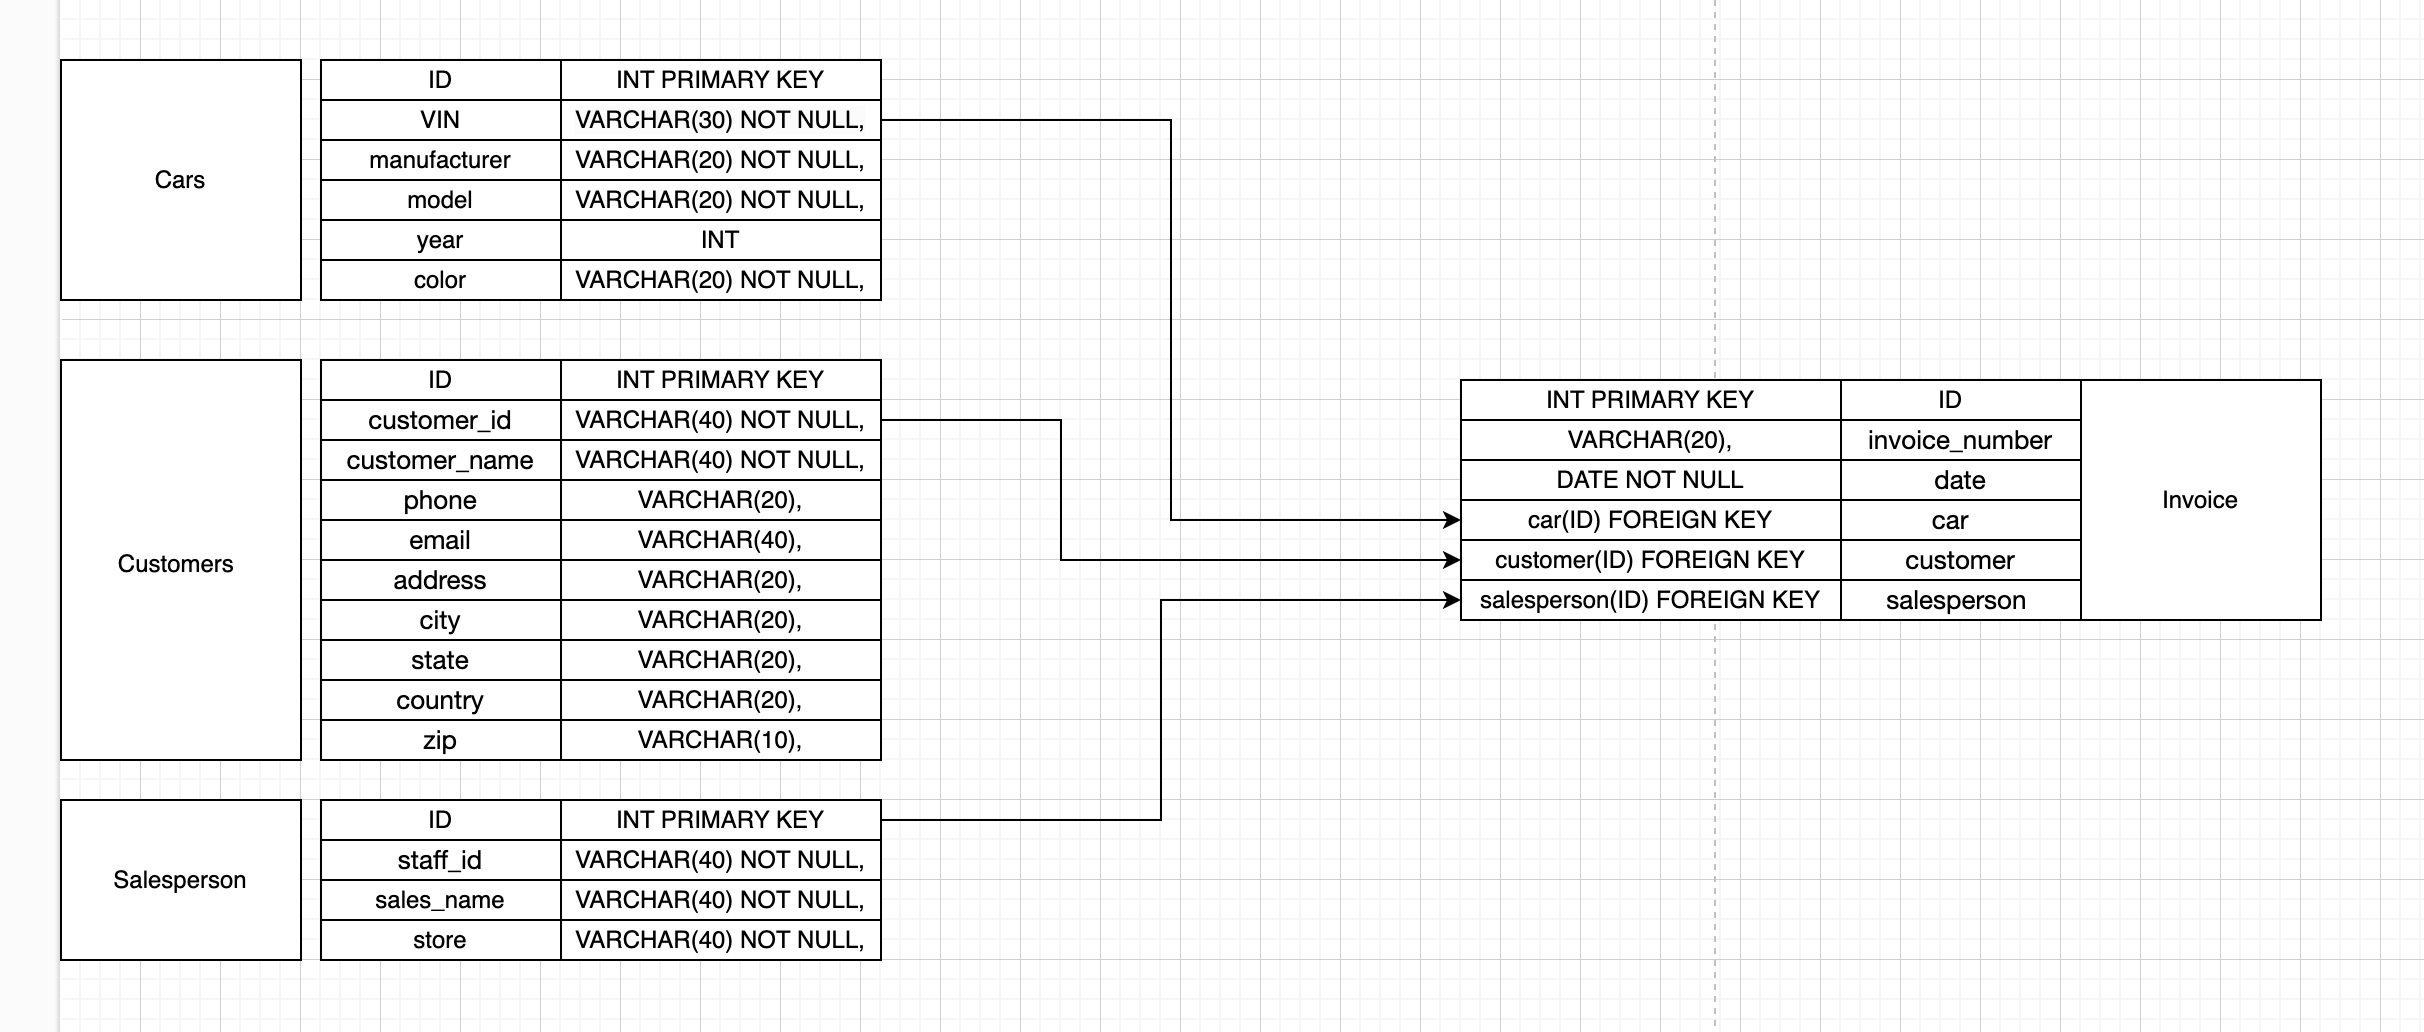 Cars
ID INT PRIMARY KEY
VIN VARCHAR(30) NOT NULL,
manufacturer VARCHAR(20) NOT NULL,
model VARCHAR(20) NOT NULL,
year INT
color VARCHAR(20) NOT NULL,
Customers
ID INT PRIMARY KEY
customer_id VARCHAR(40) NOT NULL,
customer_name VARCHAR(40) NOT NULL,
phone VARCHAR(20),
email VARCHAR(40),
address VARCHAR(20),
city VARCHAR(20),
state VARCHAR(20),
country VARCHAR(20),
zip VARCHAR(10),
Salesperson
ID INT PRIMARY KEY
staff_id VARCHAR(40) NOT NULL,
sales_name VARCHAR(40) NOT NULL,
store VARCHAR(40) NOT NULL,
INT PRIMARY KEY ID
VARCHAR(20), invoice_number
DATE NOT NULL date
car(ID) FOREIGN KEY car
customer(ID) FOREIGN KEY customer
salesperson(ID) FOREIGN KEY salesperson
Invoice